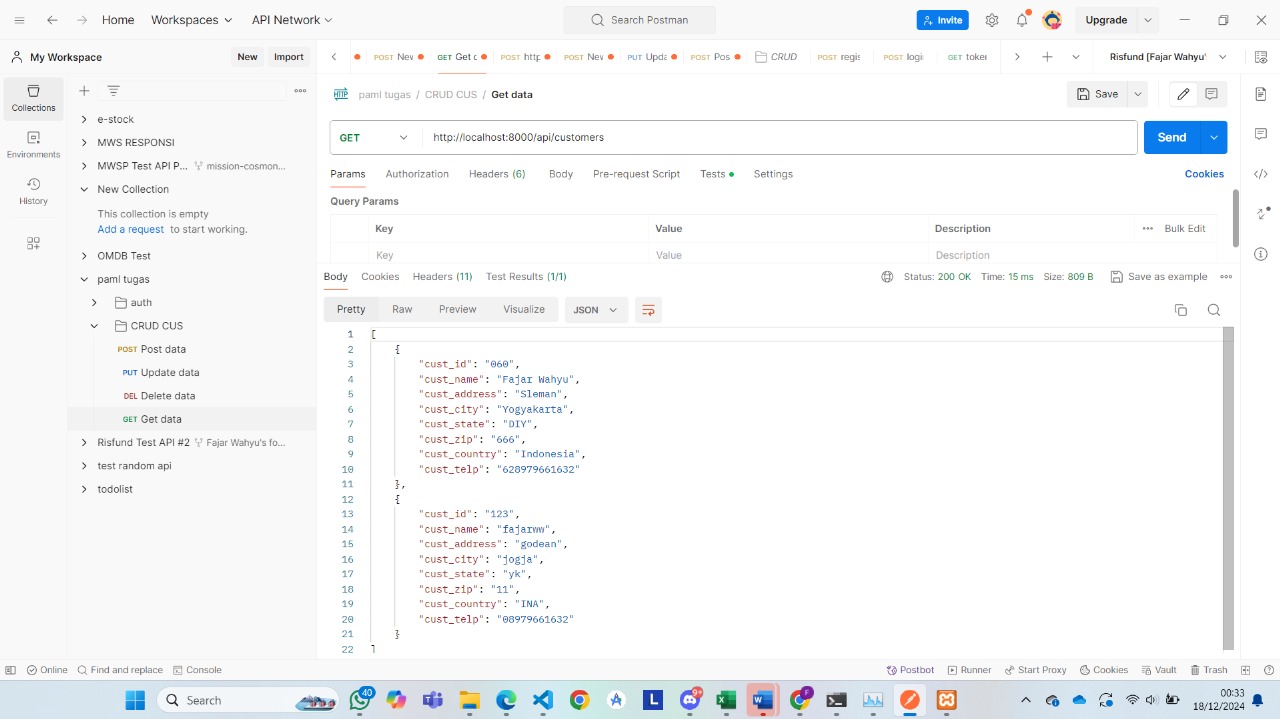 Home Workspaces API Network Search Postman Invite Upgrade
My Workspace New Import
POST Nev GET Get c POST http POST Nev PUT Upda POST Pos CRUD POST regis POST logi GET token Risfund [Fajar Wahyu'
Collections
Environments
History
e-stock
MWS RESPONSI
MWSP Test API P... mission-cosmon...
New Collection
This collection is empty
Add a request to start working.
OMDB Test
paml tugas
auth
CRUD CUS
POST Post data
PUT Update data
DEL Delete data
GET Get data
Risfund Test API #2 Fajar Wahyu's fo...
test random api
todolist
HTTP paml tugas / CRUD CUS / Get data Save
GET http://localhost:8000/api/customers Send
Params Authorization Headers (6) Body Pre-request Script Tests Settings Cookies
Query Params
Key Value Description Bulk Edit
Key Value Description
Body Cookies Headers (11) Test Results (1/1) Status: 200 OK Time: 15 ms Size: 809 B Save as example
Pretty Raw Preview Visualize JSON
1 [
2 {
3 "cust_id": "060",
4 "cust_name": "Fajar Wahyu",
5 "cust_address": "Sleman",
6 "cust_city": "Yogyakarta",
7 "cust_state": "DIY",
8 "cust_zip": "666",
9 "cust_country": "Indonesia",
10 "cust_telp": "628979661632"
11 },
12 {
13 "cust_id": "123",
14 "cust_name": "fajarww",
15 "cust_address": "godean",
16 "cust_city": "jogja",
17 "cust_state": "yk",
18 "cust_zip": "11",
19 "cust_country": "INA",
20 "cust_telp": "08979661632"
21 }
22 ]
Online Find and replace Console Postbot Runner Start Proxy Cookies Vault Trash
Search 40 9+ 00:33
18/12/2024